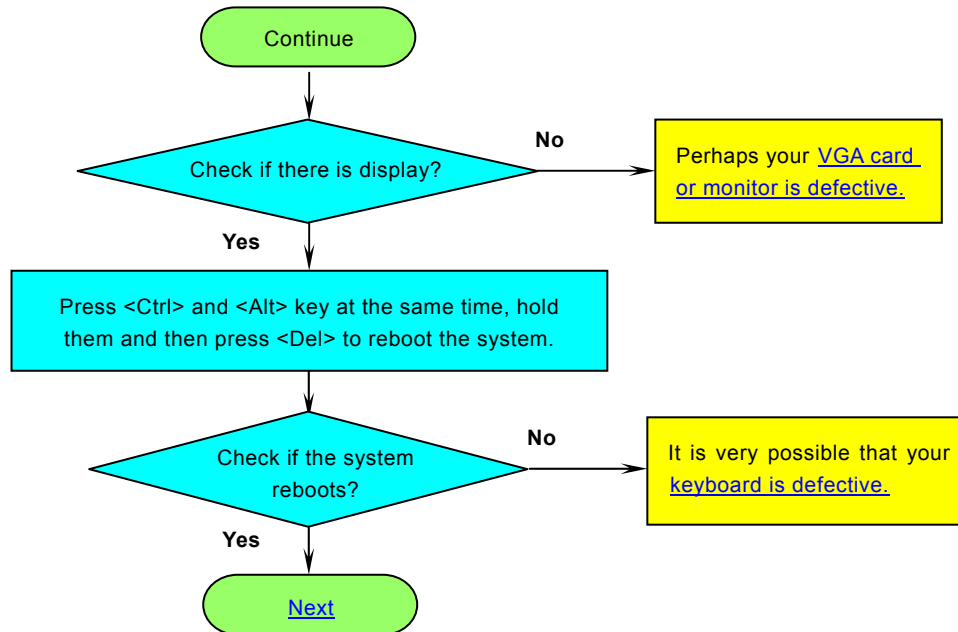 Continue
Check if there is display?
No
Perhaps your VGA card
or monitor is defective.
Yes
Press <Ctrl> and <Alt> key at the same time, hold
them and then press <Del> to reboot the system.
Check if the system
reboots?
No
It is very possible that your
keyboard is defective.
Yes
Next